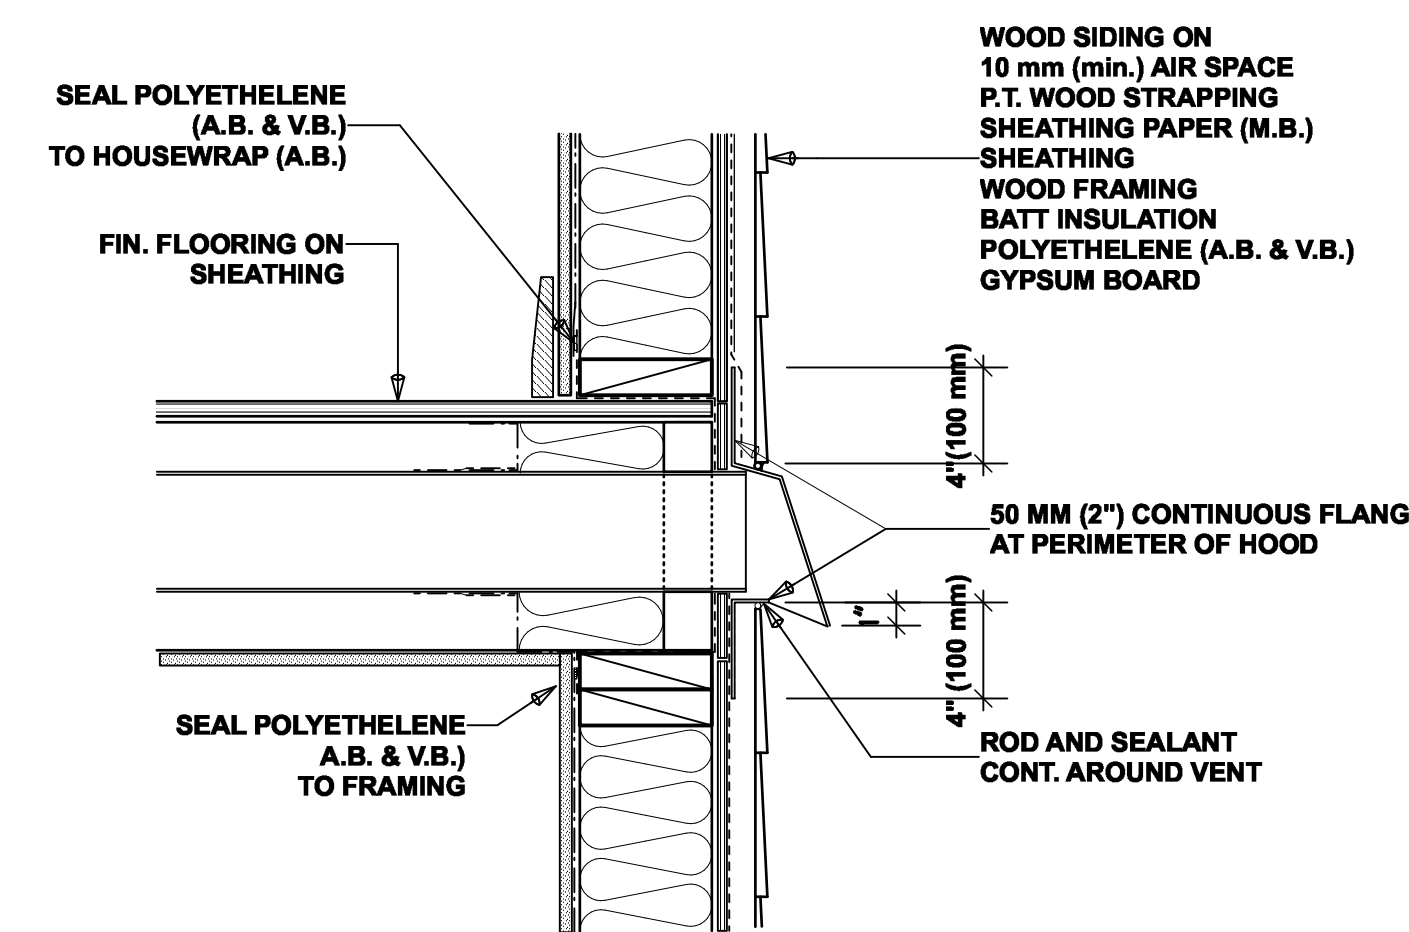 WOOD SIDING ON
10 mm (min.) AIR SPACE
P.T. WOOD STRAPPING
SHEATHING PAPER (M.B.)
SHEATHING
WOOD FRAMING
BATT INSULATION
POLYETHELENE (A.B. & V.B.)
GYPSUM BOARD
SEAL POLYETHELENE
(A.B. & V.B.)
TO HOUSEWRAP (A.B.)
FIN. FLOORING ON
SHEATHING
4"(100 mm)
50 MM (2") CONTINUOUS FLANG
AT PERIMETER OF HOOD
1"
4" (100 mm)
SEAL POLYETHELENE
A.B. & V.B.)
TO FRAMING
ROD AND SEALANT
CONT. AROUND VENT